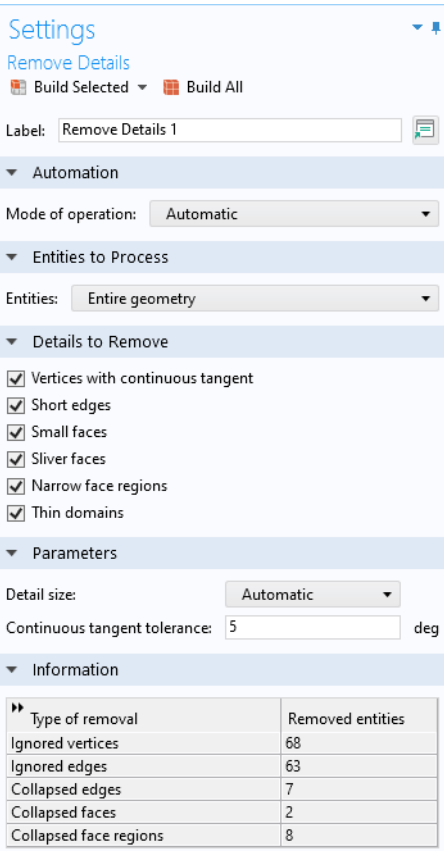 Settings
Remove Details
Build Selected Build All
Label: Remove Details 1
Automation
Mode of operation: Automatic
Entities to Process
Entities: Entire geometry
Details to Remove
Vertices with continuous tangent
Short edges
Small faces
Sliver faces
Narrow face regions
Thin domains
Parameters
Detail size: Automatic
Continuous tangent tolerance: 5 deg
Information
Type of removal Removed entities
Ignored vertices 68
Ignored edges 63
Collapsed edges 7
Collapsed faces 2
Collapsed face regions 8